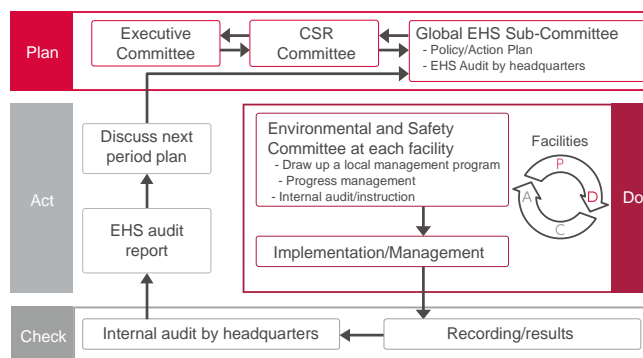 Plan
Executive
Committee
CSR
Committee
Global EHS Sub-Committee
- Policy/Action Plan
- EHS Audit by headquarters
Act
Discuss next
period plan
EHS audit
report
Environmental and Safety
Committee at each facility
- Draw up a local management program
- Progress management
- Internal audit/instruction
Implementation/Management
Facilities
P
D
C
A
Do
Check
Internal audit by headquarters
Recording/results